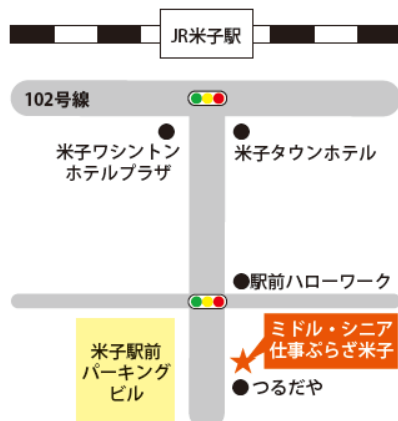 JR米子駅
102号線
米子ワシントン
ホテルプラザ
米子タウンホテル
駅前ハローワーク
ミドル・シニア
仕事ぷらざ米子
米子駅前
パーキング
ビル
つるだや